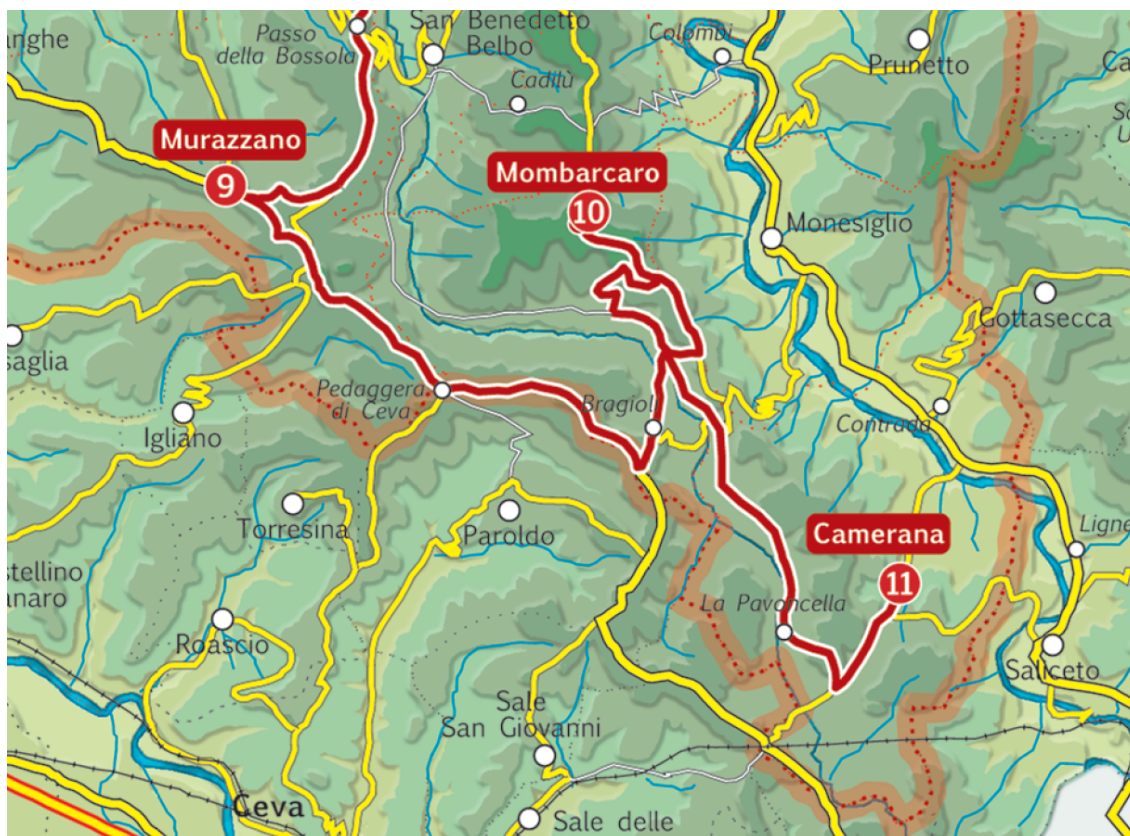 anghe
Passo
della Bossola
San Benedetto
Belbo
Colombi
Prunetto
Ca
Cadilù
Murazzano
9
Mombarcaro
10
Monesiglio
Gottasecca
saglia
Pedaggera
di Ceva
Igliano
Bragioli
Contrada
Torresina
Paroldo
Camerana
11
Ligne
stellino
anaro
La Pavoncella
Roascio
Saliceto
Sale
San Giovanni
Ceva
Sale delle